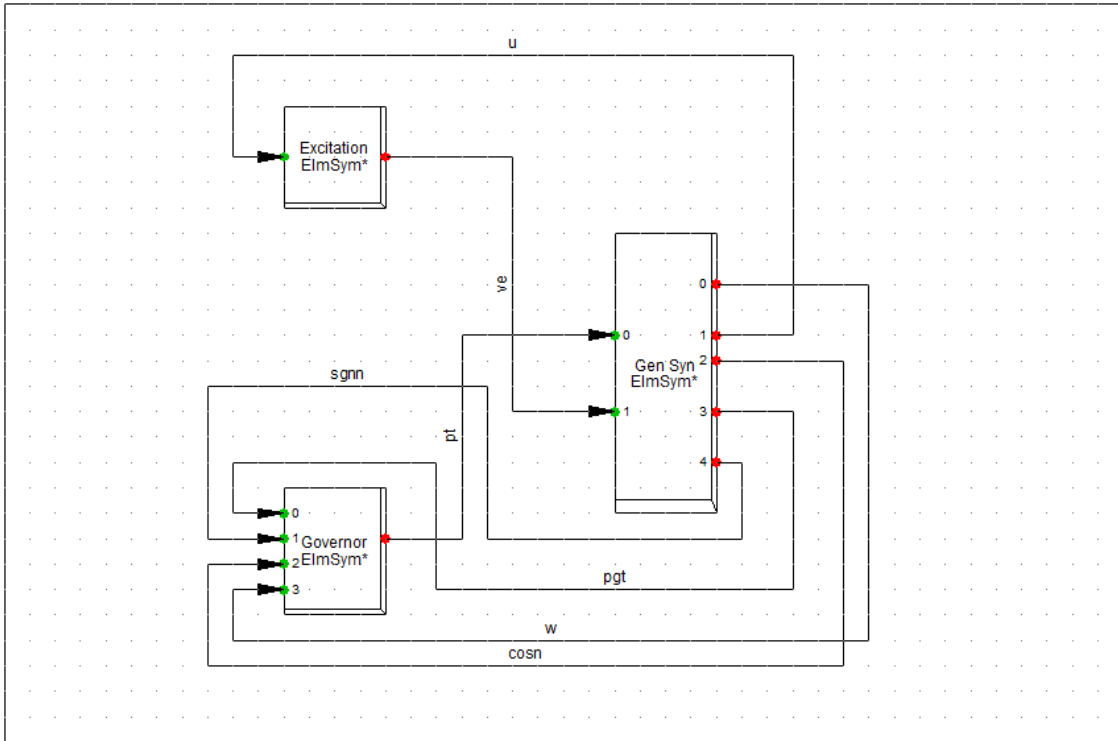 u
Excitation
ElmSym*
ve
0
0
1
1
2
Gen Syn
ElmSym*
sgnn
1
3
pt
4
0
1
Governor
ElmSym*
2
3
pgt
w
cosn